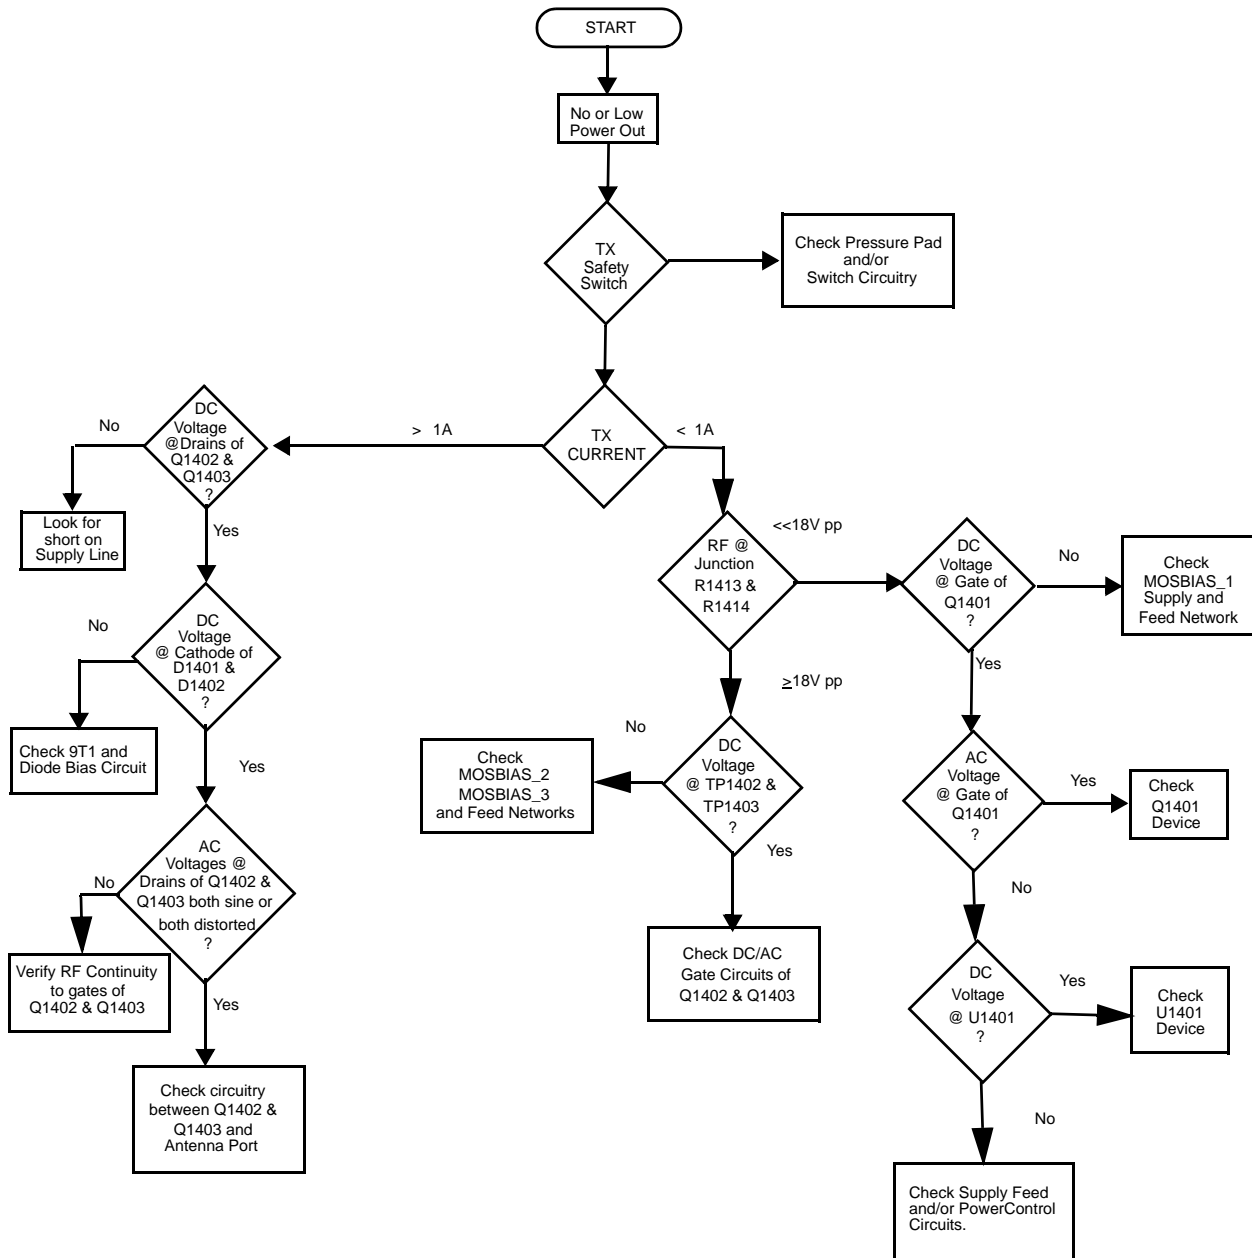 START
No or Low
Power Out
TX
Safety
Switch
Check Pressure Pad
and/or
Switch Circuitry
TX
CURRENT
> 1A
< 1A
DC
Voltage
@Drains of
Q1402 &
Q1403
?
No
Look for
short on
Supply Line
Yes
DC
Voltage
@ Cathode of
D1401 &
D1402
?
No
Check 9T1 and
Diode Bias Circuit
Yes
AC
Voltages @
Drains of Q1402 &
Q1403 both sine or
both distorted
?
No
Verify RF Continuity
to gates of
Q1402 & Q1403
Yes
Check circuitry
between Q1402 &
Q1403 and
Antenna Port
RF @
Junction
R1413 &
R1414
<<18V pp
≥18V pp
DC
Voltage
@ TP1402 &
TP1403
?
No
Check
MOSBIAS_2
MOSBIAS_3
and Feed Networks
Yes
Check DC/AC
Gate Circuits of
Q1402 & Q1403
DC
Voltage
@ Gate of
Q1401
?
No
Check
MOSBIAS_1
Supply and
Feed Network
Yes
AC
Voltage
@ Gate of
Q1401
?
Yes
Check
Q1401
Device
No
DC
Voltage
@ U1401
?
Yes
Check
U1401
Device
No
Check Supply Feed
and/or PowerControl
Circuits.